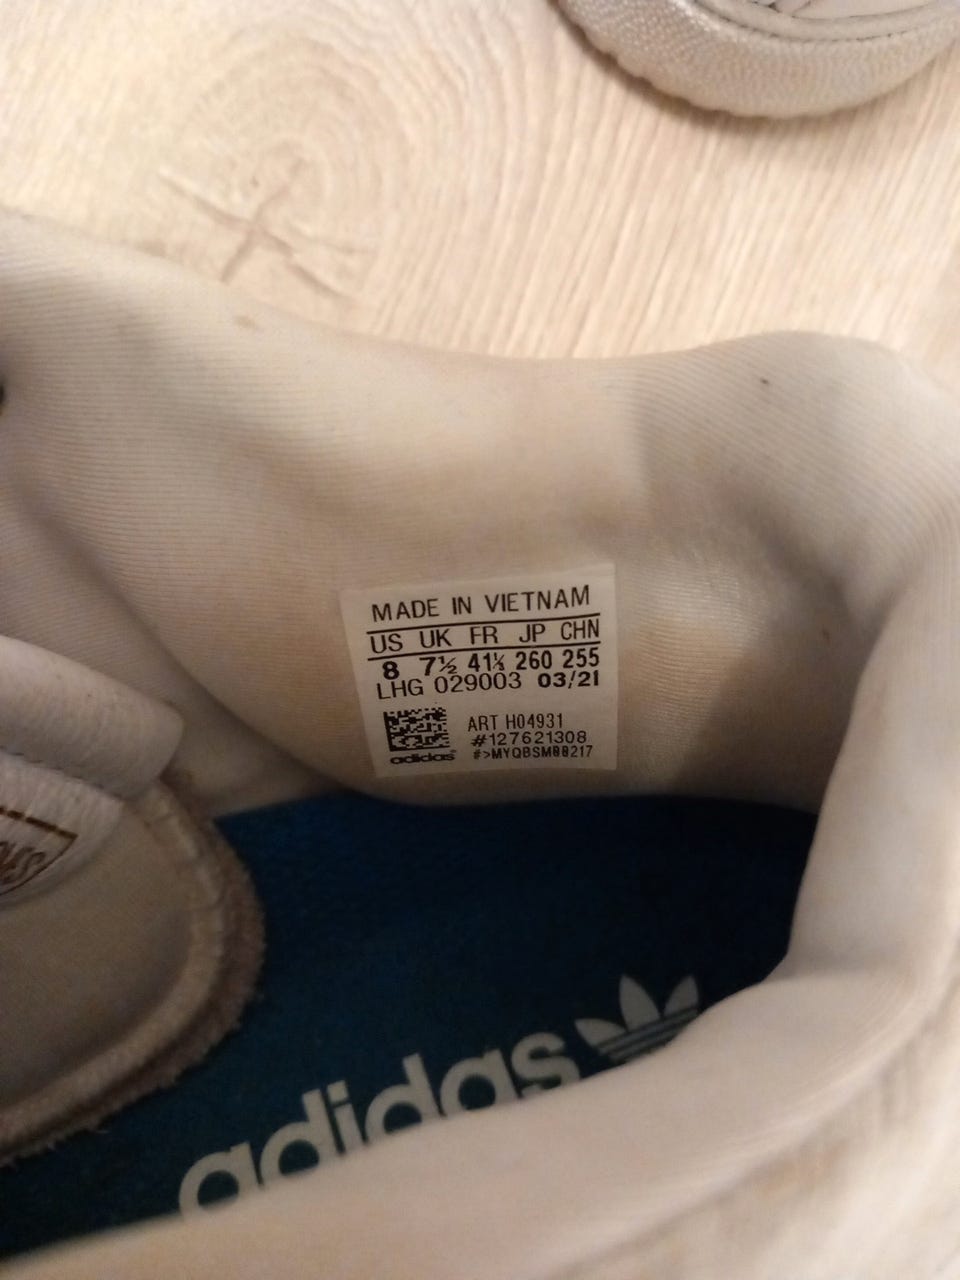 MADE IN VIETNAM
US UK FR JP CHN
8 7½ 41⅓ 260 255
LHG 029003 03/21
ART H04931
#127621308
adidas
#>MYQBSM88217
adidas